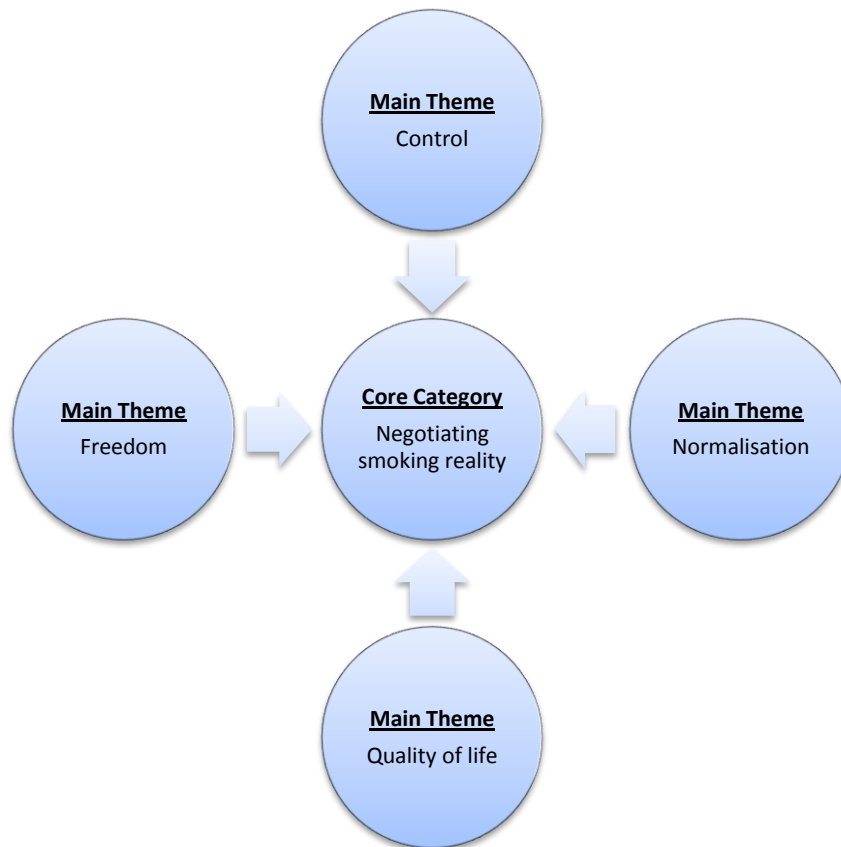 Main Theme
Control
Main Theme
Freedom
Core Category
Negotiating
smoking reality
Main Theme
Normalisation
Main Theme
Quality of life